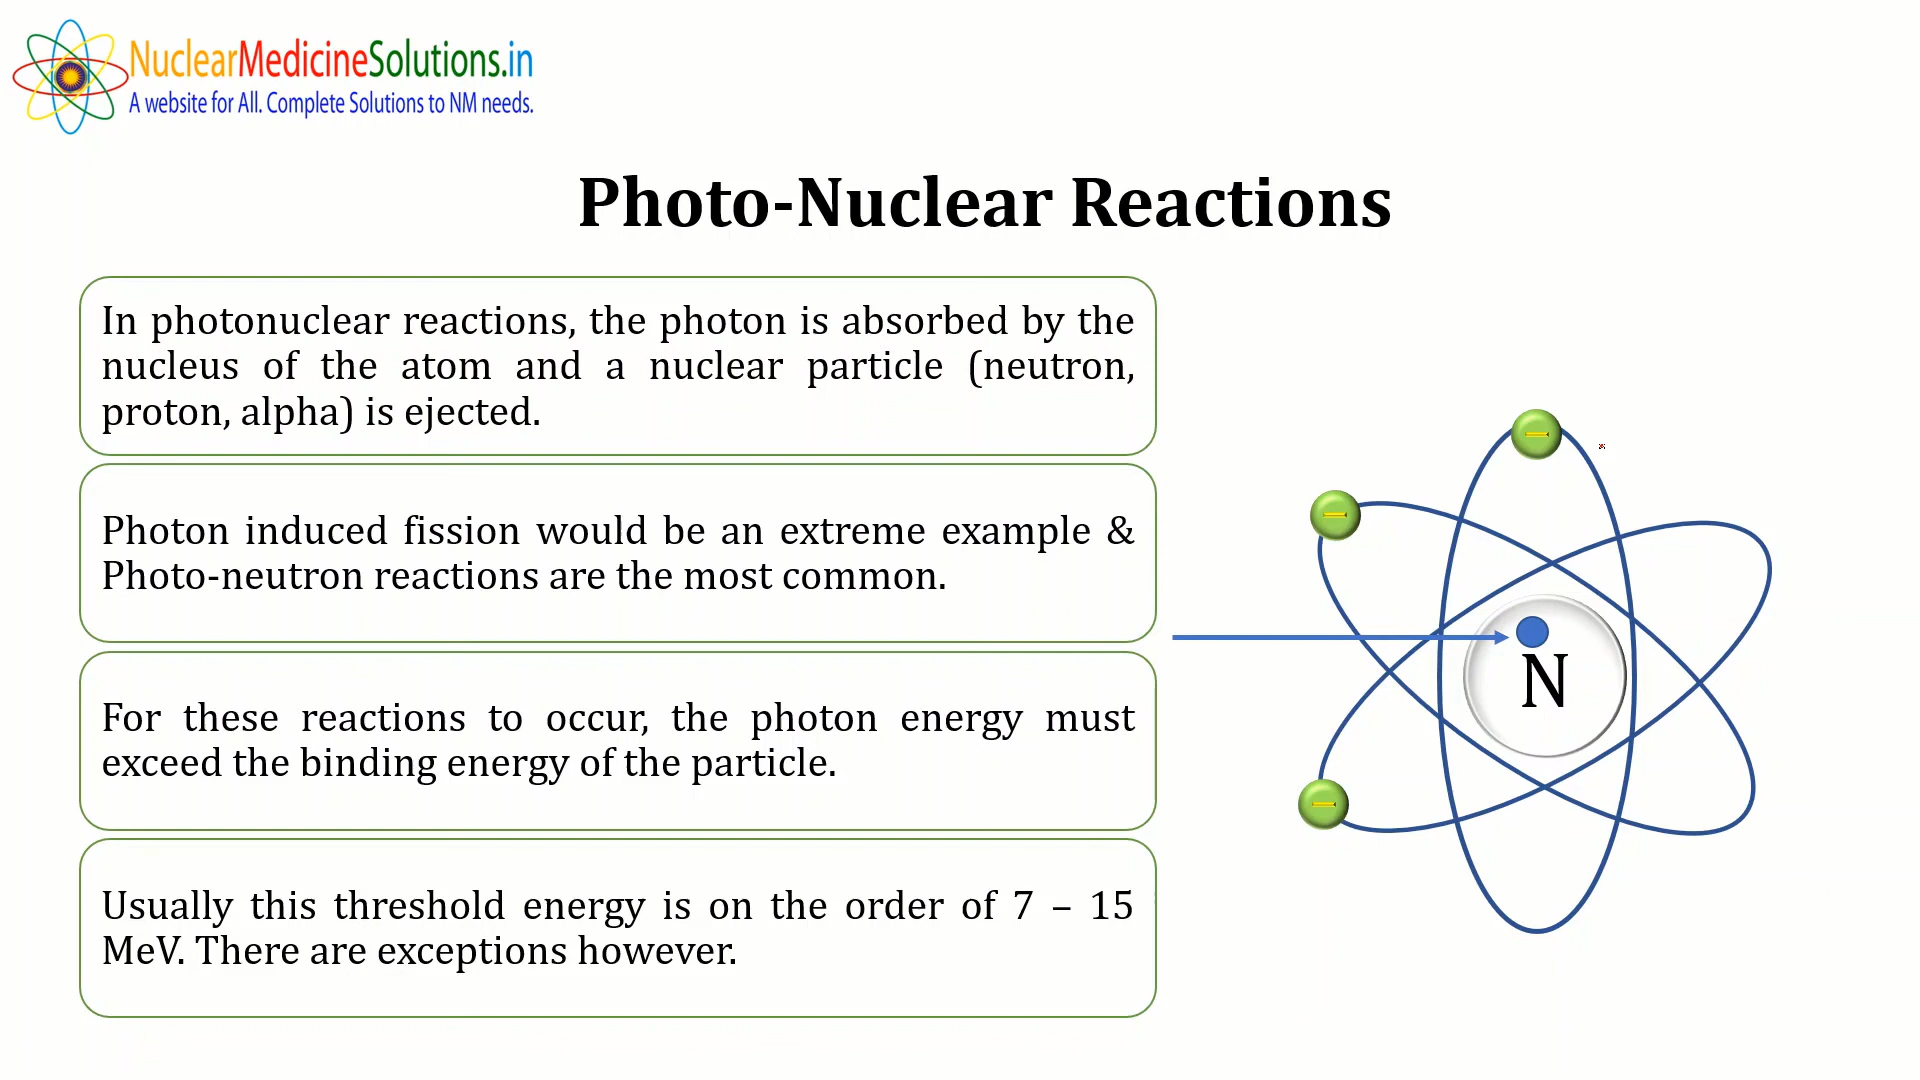 NuclearMedicineSolutions.in
A website for All. Complete Solutions to NM needs.
Photo-Nuclear Reactions
In photonuclear reactions, the photon is absorbed by the
nucleus of the atom and a nuclear particle (neutron,
proton, alpha) is ejected.
Photon induced fission would be an extreme example &
Photo-neutron reactions are the most common.
For these reactions to occur, the photon energy must
exceed the binding energy of the particle.
Usually this threshold energy is on the order of 7 – 15
MeV. There are exceptions however.
N